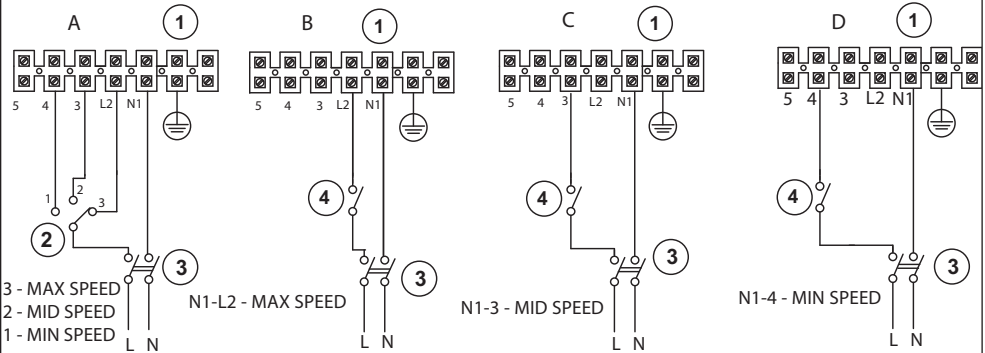 A
1
5 4 3 L2 N1
1
2
3
2
3
3 - MAX SPEED
2 - MID SPEED
1 - MIN SPEED
L N
B
1
5 4 3 L2 N1
4
3
N1-L2 - MAX SPEED
L N
C
1
5 4 3 L2 N1
4
3
N1-3 - MID SPEED
L N
D
1
5 4 3 L2 N1
4
3
N1-4 - MIN SPEED
L N